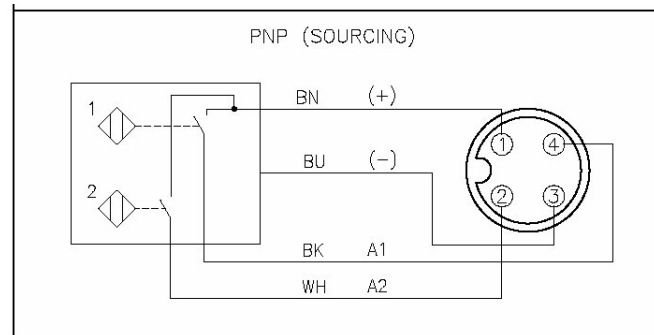 PNP (SOURCING)
BN (+)
1
1 4
BU (-)
2
2 3
BK A1
WH A2